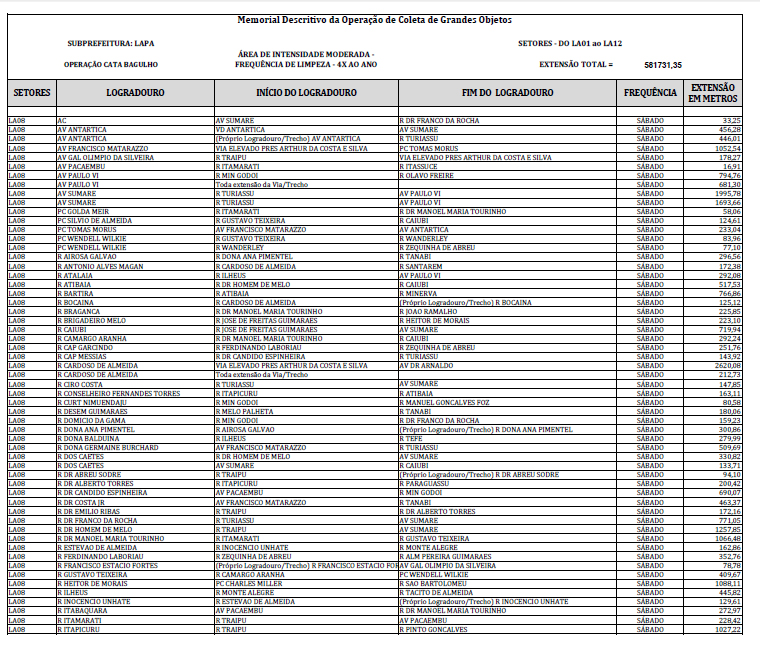 Memorial Descritivo da Operação de Coleta de Grandes Objetos
SUBPREFEITURA: LAPA SETORES - DO LA01 ao LA12
ÁREA DE INTENSIDADE MODERADA -
OPERAÇÃO CATA BAGULHO FREQUÊNCIA DE LIMPEZA - 4X AO ANO EXTENSÃO TOTAL = 581731,35
SETORES LOGRADOURO INÍCIO DO LOGRADOURO FIM DO LOGRADOURO FREQUÊNCIA EXTENSÃO EM METROS
LA08 AC AV SUMARE R DR FRANCO DA ROCHA SÁBADO 33,25
LA08 AV ANTARTICA VD ANTARTICA AV SUMARE SÁBADO 456,28
LA08 AV ANTARTICA (Próprio Logradouro/Trecho) AV ANTARTICA R TURIASSU SÁBADO 446,01
LA08 AV FRANCISCO MATARAZZO VIA ELEVADO PRES ARTHUR DA COSTA E SILVA PC TOMAS MORUS SÁBADO 1052,54
LA08 AV GAL OLIMPIO DA SILVEIRA R TRAIPU VIA ELEVADO PRES ARTHUR DA COSTA E SILVA SÁBADO 178,27
LA08 AV PACAEMBU R ITAMARATI R ITASSUCE SÁBADO 16,91
LA08 AV PAULO VI R MIN GODOI R OLAVO FREIRE SÁBADO 794,76
LA08 AV PAULO VI Toda extensão da Via/Trecho SÁBADO 681,30
LA08 AV SUMARE R TURIASSU AV PAULO VI SÁBADO 1995,78
LA08 AV SUMARE R TURIASSU AV PAULO VI SÁBADO 1693,66
LA08 PC GOLDA MEIR R ITAMARATI R DR MANOEL MARIA TOURINHO SÁBADO 58,06
LA08 PC SILVIO DE ALMEIDA R GUSTAVO TEIXEIRA R CAIUBI SÁBADO 124,61
LA08 PC TOMAS MORUS AV FRANCISCO MATARAZZO AV ANTARTICA SÁBADO 233,04
LA08 PC WENDELL WILKIE R GUSTAVO TEIXEIRA R WANDERLEY SÁBADO 83,96
LA08 PC WENDELL WILKIE R WANDERLEY R ZEQUINHA DE ABREU SÁBADO 77,10
LA08 R AIROSA GALVAO R DONA ANA PIMENTEL R TANABI SÁBADO 296,56
LA08 R ANTONIO ALVES MAGAN R CARDOSO DE ALMEIDA R SANTAREM SÁBADO 172,38
LA08 R ATALAIA R ILHEUS AV PAULO VI SÁBADO 292,08
LA08 R ATIBAIA R DR HOMEM DE MELO R CAIUBI SÁBADO 517,53
LA08 R BARTIRA R ATIBAIA R MINERVA SÁBADO 766,86
LA08 R BOCAINA R CARDOSO DE ALMEIDA (Próprio Logradouro/Trecho) R BOCAINA SÁBADO 125,12
LA08 R BRAGANCA R DR MANOEL MARIA TOURINHO R JOAO RAMALHO SÁBADO 225,85
LA08 R BRIGADEIRO MELO R JOSE DE FREITAS GUIMARAES R HEITOR DE MORAIS SÁBADO 223,10
LA08 R CAIUBI R JOSE DE FREITAS GUIMARAES AV SUMARE SÁBADO 719,94
LA08 R CAMARGO ARANHA R DR MANOEL MARIA TOURINHO R CAIUBI SÁBADO 292,24
LA08 R CAP GARCINDO R FERDINANDO LABORIAU R ZEQUINHA DE ABREU SÁBADO 251,76
LA08 R CAP MESSIAS R DR CANDIDO ESPINHEIRA R TURIASSU SÁBADO 143,92
LA08 R CARDOSO DE ALMEIDA VIA ELEVADO PRES ARTHUR DA COSTA E SILVA AV DR ARNALDO SÁBADO 2620,08
LA08 R CARDOSO DE ALMEIDA Toda extensão da Via/Trecho SÁBADO 212,73
LA08 R CIRO COSTA R TURIASSU AV SUMARE SÁBADO 147,85
LA08 R CONSELHEIRO FERNANDES TORRES R ITAPICURU R ATIBAIA SÁBADO 163,11
LA08 R CURT NIMUENDAJU R MIN GODOI R MANUEL GONCALVES FOZ SÁBADO 80,58
LA08 R DESEM GUIMARAES R MELO PALHETA R TANABI SÁBADO 180,06
LA08 R DOMICIO DA GAMA R MIN GODOI R DR FRANCO DA ROCHA SÁBADO 159,23
LA08 R DONA ANA PIMENTEL R AIROSA GALVAO (Próprio Logradouro/Trecho) R DONA ANA PIMENTEL SÁBADO 300,86
LA08 R DONA BALDUINA R ILHEUS R TEFE SÁBADO 279,99
LA08 R DONA GERMAINE BURCHARD AV FRANCISCO MATARAZZO R TURIASSU SÁBADO 509,69
LA08 R DOS CAETES R DR HOMEM DE MELO AV SUMARE SÁBADO 330,82
LA08 R DOS CAETES AV SUMARE R CAIUBI SÁBADO 133,71
LA08 R DR ABREU SODRE R TRAIPU (Próprio Logradouro/Trecho) R DR ABREU SODRE SÁBADO 94,10
LA08 R DR ALBERTO TORRES R ITAPICURU R PARAGUASSU SÁBADO 200,42
LA08 R DR CANDIDO ESPINHEIRA AV PACAEMBU R MIN GODOI SÁBADO 690,07
LA08 R DR COSTA JR AV FRANCISCO MATARAZZO R TANABI SÁBADO 463,37
LA08 R DR EMILIO RIBAS R TRAIPU R DR ALBERTO TORRES SÁBADO 172,16
LA08 R DR FRANCO DA ROCHA R TURIASSU AV SUMARE SÁBADO 771,05
LA08 R DR HOMEM DE MELO R TRAIPU AV SUMARE SÁBADO 1257,85
LA08 R DR MANOEL MARIA TOURINHO R ITAMARATI R GUSTAVO TEIXEIRA SÁBADO 1066,48
LA08 R ESTEVAO DE ALMEIDA R INOCENCIO UNHATE R MONTE ALEGRE SÁBADO 162,86
LA08 R FERDINANDO LABORIAU R ZEQUINHA DE ABREU R ALM PEREIRA GUIMARAES SÁBADO 352,76
LA08 R FRANCISCO ESTACIO FORTES (Próprio Logradouro/Trecho) R FRANCISCO ESTACIO FOR AV GAL OLIMPIO DA SILVEIRA SÁBADO 78,78
LA08 R GUSTAVO TEIXEIRA R CAMARGO ARANHA PC WENDELL WILKIE SÁBADO 409,67
LA08 R HEITOR DE MORAIS PC CHARLES MILLER R SAO BARTOLOMEU SÁBADO 1088,11
LA08 R ILHEUS R MONTE ALEGRE R TACITO DE ALMEIDA SÁBADO 445,82
LA08 R INOCENCIO UNHATE R ESTEVAO DE ALMEIDA (Próprio Logradouro/Trecho) R INOCENCIO UNHATE SÁBADO 129,61
LA08 R ITABAQUARA AV PACAEMBU R DR MANOEL MARIA TOURINHO SÁBADO 272,97
LA08 R ITAMARATI R TRAIPU AV PACAEMBU SÁBADO 228,42
LA08 R ITAPICURU R TRAIPU R PINTO GONCALVES SÁBADO 1027,22